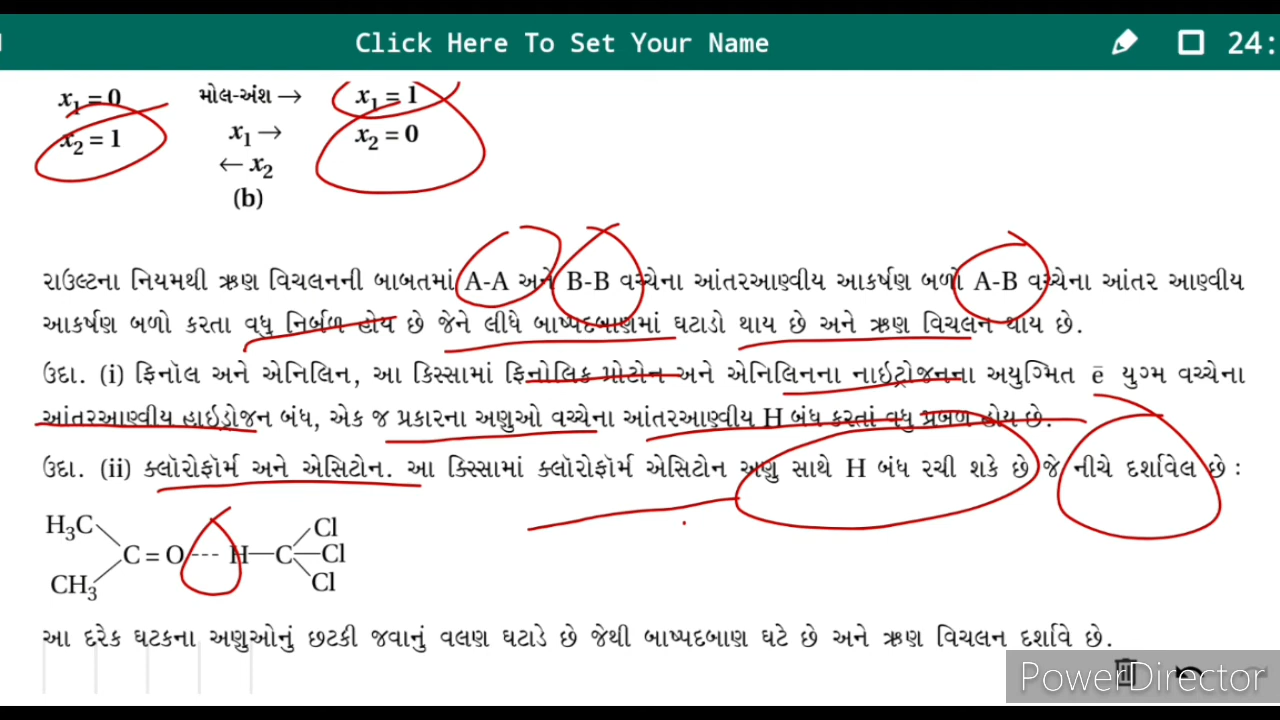 Click Here To Set Your Name
24:
x₁ = 0 મોલ-અંશ → x₁ = 1
x₂ = 1 x₁ → x₂ = 0
← x₂
(b)
રાઉલ્ટના નિયમથી ઋણ વિચલનની બાબતમાં A-A અને B-B વચ્ચેના આંતરઆણ્વીય આકર્ષણ બળો A-B વચ્ચેના આંતર આણ્વીય
આકર્ષણ બળો કરતા વધુ નિર્બળ હોય છે જેને લીધે બાષ્પદબાણમાં ઘટાડો થાય છે અને ઋણ વિચલન થાય છે.
ઉદા. (i) ફિનૉલ અને એનિલિન, આ કિસ્સામાં ફિનોલિક પ્રોટોન અને એનિલિનના નાઇટ્રોજનના અયુગ્મિત ē યુગ્મ વચ્ચેના
આંતરઆણ્વીય હાઇડ્રોજન બંધ, એક જ પ્રકારના અણુઓ વચ્ચેના આંતરઆણ્વીય H બંધ કરતાં વધુ પ્રબળ હોય છે.
ઉદા. (ii) ક્લૉરોફૉર્મ અને એસિટોન. આ કિસ્સામાં ક્લૉરોફૉર્મ એસિટોન અણુ સાથે H બંધ રચી શકે છે જે નીચે દર્શાવેલ છે :
H₃C Cl
C = O --- H—C—Cl
CH₃ Cl
આ દરેક ઘટકના અણુઓનું છટકી જવાનું વલણ ઘટાડે છે જેથી બાષ્પદબાણ ઘટે છે અને ઋણ વિચલન દર્શાવે છે.
PowerDirector